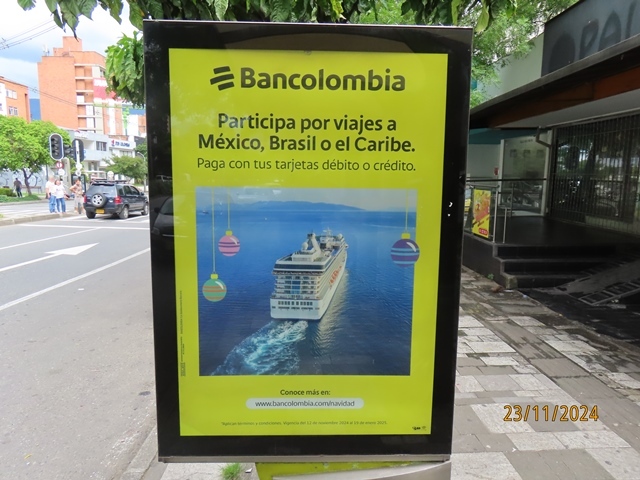 Bancolombia
Participa por viajes a
México, Brasil o el Caribe.
Paga con tus tarjetas débito o crédito.
Conoce más en:
www.bancolombia.com/navidad
23/11/2024